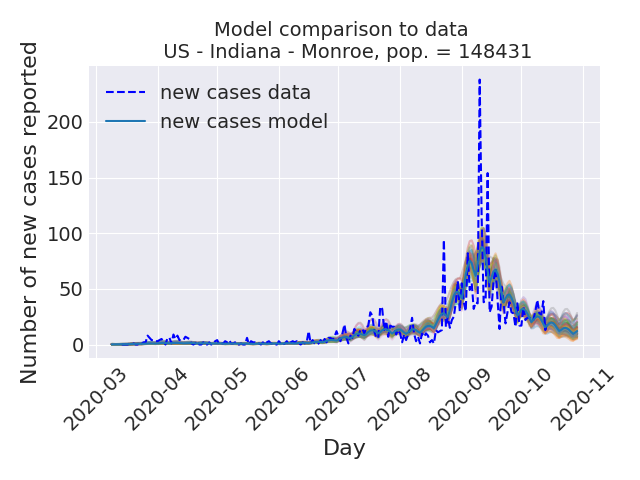 Model comparison to data
US - Indiana - Monroe, pop. = 148431
new cases data
new cases model
Number of new cases reported
200
150
100
50
0
2020-03
2020-04
2020-05
2020-06
2020-07
2020-08
2020-09
2020-10
2020-11
Day